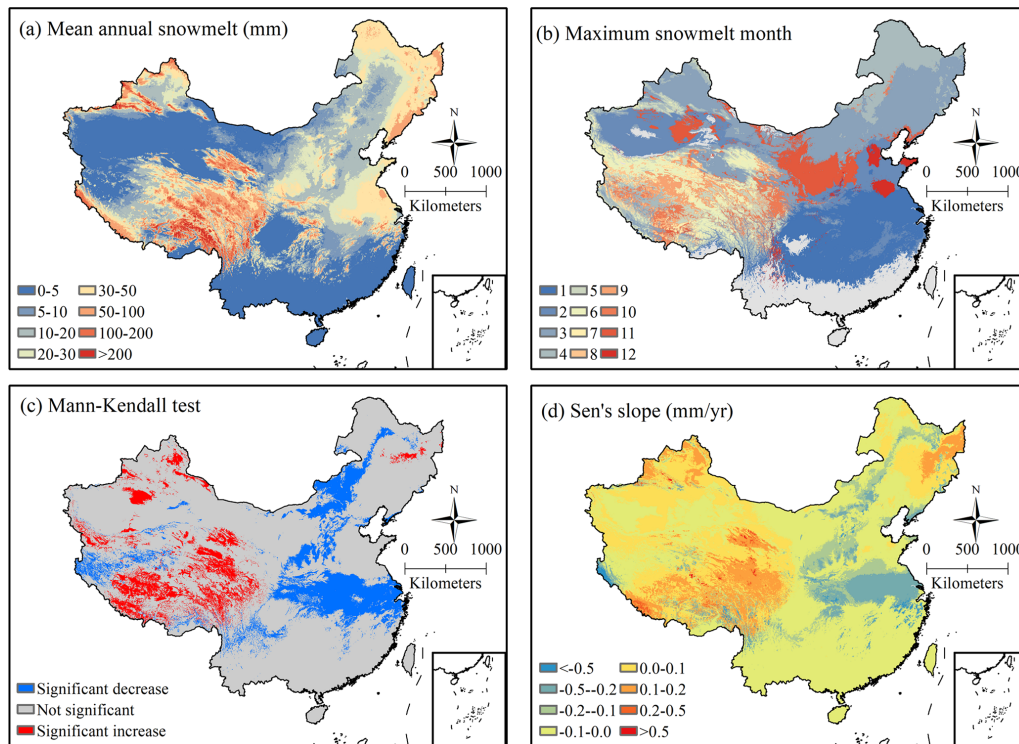 (a) Mean annual snowmelt (mm)
N
0 500 1000
Kilometers
0-5 30-50
5-10 50-100
10-20 100-200
20-30 >200
(b) Maximum snowmelt month
N
0 500 1000
Kilometers
1 5 9
2 6 10
3 7 11
4 8 12
(c) Mann-Kendall test
N
0 500 1000
Kilometers
Significant decrease
Not significant
Significant increase
(d) Sen's slope (mm/yr)
N
0 500 1000
Kilometers
<-0.5 0.0-0.1
-0.5--0.2 0.1-0.2
-0.2--0.1 0.2-0.5
-0.1-0.0 >0.5